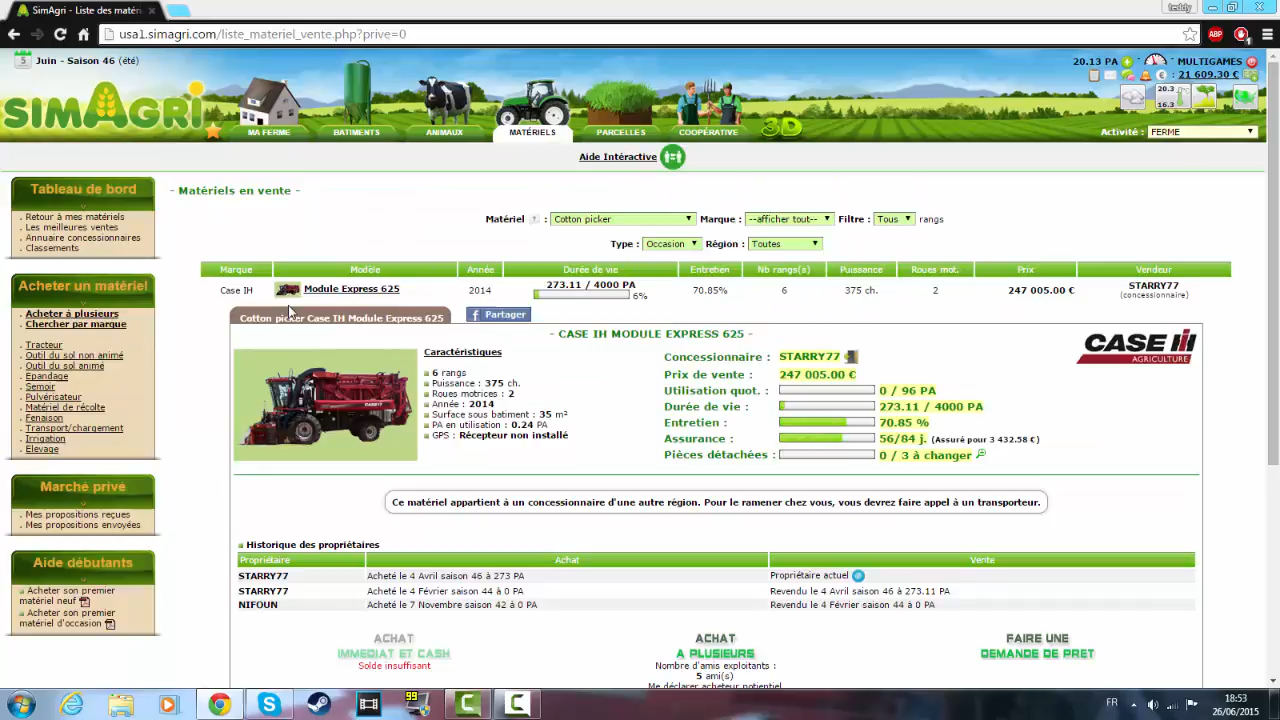 SimAgri - Liste des matéri
teddy
usa1.simagri.com/liste_materiel_vente.php?prive=0
ABP
5 Juin - Saison 46 (été)
20.13 PA MULTIGAMES
21 609.30 €
20.3
16.3
SIMAGRI
MA FERME BATIMENTS ANIMAUX MATÉRIELS PARCELLES COOPÉRATIVE 3D
Activité : FERME
Aide Intéractive
Tableau de bord
Retour à mes matériels
Les meilleures ventes
Annuaire concessionnaires
Classements
Acheter un matériel
Acheter à plusieurs
Chercher par marque
Tracteur
Outil du sol non animé
Outil du sol animé
Epandage
Semoir
Pulvérisateur
Matériel de récolte
Fenaison
Transport/chargement
Irrigation
Elevage
Marché privé
Mes propositions reçues
Mes propositions envoyées
Aide débutants
Acheter son premier
matériel neuf
Acheter son premier
matériel d'occasion
- Matériels en vente -
Matériel : Cotton picker Marque : --afficher tout-- Filtre : Tous rangs
Type : Occasion Région : Toutes
Marque Modèle Année Durée de vie Entretien Nb rangs(s) Puissance Roues mot. Prix Vendeur
Case IH Module Express 625 2014 273.11 / 4000 PA 6% 70.85% 6 375 ch. 2 247 005.00 € STARRY77
(concessionnaire)
Cotton picker Case IH Module Express 625
Partager
- CASE IH MODULE EXPRESS 625 -
Caractéristiques
6 rangs
Puissance : 375 ch.
Roues motrices : 2
Année : 2014
Surface sous batiment : 35 m²
PA en utilisation : 0.24 PA
GPS : Récepteur non installé
Concessionnaire : STARRY77
Prix de vente : 247 005.00 €
Utilisation quot. : 0 / 96 PA
Durée de vie : 273.11 / 4000 PA
Entretien : 70.85 %
Assurance : 56/84 j. (Assuré pour 3 432.58 €)
Pièces détachées : 0 / 3 à changer
CASE IH
AGRICULTURE
Ce matériel appartient à un concessionnaire d'une autre région. Pour le ramener chez vous, vous devrez faire appel à un transporteur.
Historique des propriétaires
Propriétaire Achat Vente
STARRY77 Acheté le 4 Avril saison 46 à 273 PA Propriétaire actuel
STARRY77 Acheté le 4 Février saison 44 à 0 PA Revendu le 4 Avril saison 46 à 273.11 PA
NIFOUN Acheté le 7 Novembre saison 42 à 0 PA Revendu le 4 Février saison 44 à 0 PA
ACHAT
IMMEDIAT ET CASH
Solde insuffisant
ACHAT
A PLUSIEURS
Nombre d'amis exploitants :
5 ami(s)
Me déclarer acheteur potentiel
FAIRE UNE
DEMANDE DE PRET
99
FR
18:53
26/06/2015